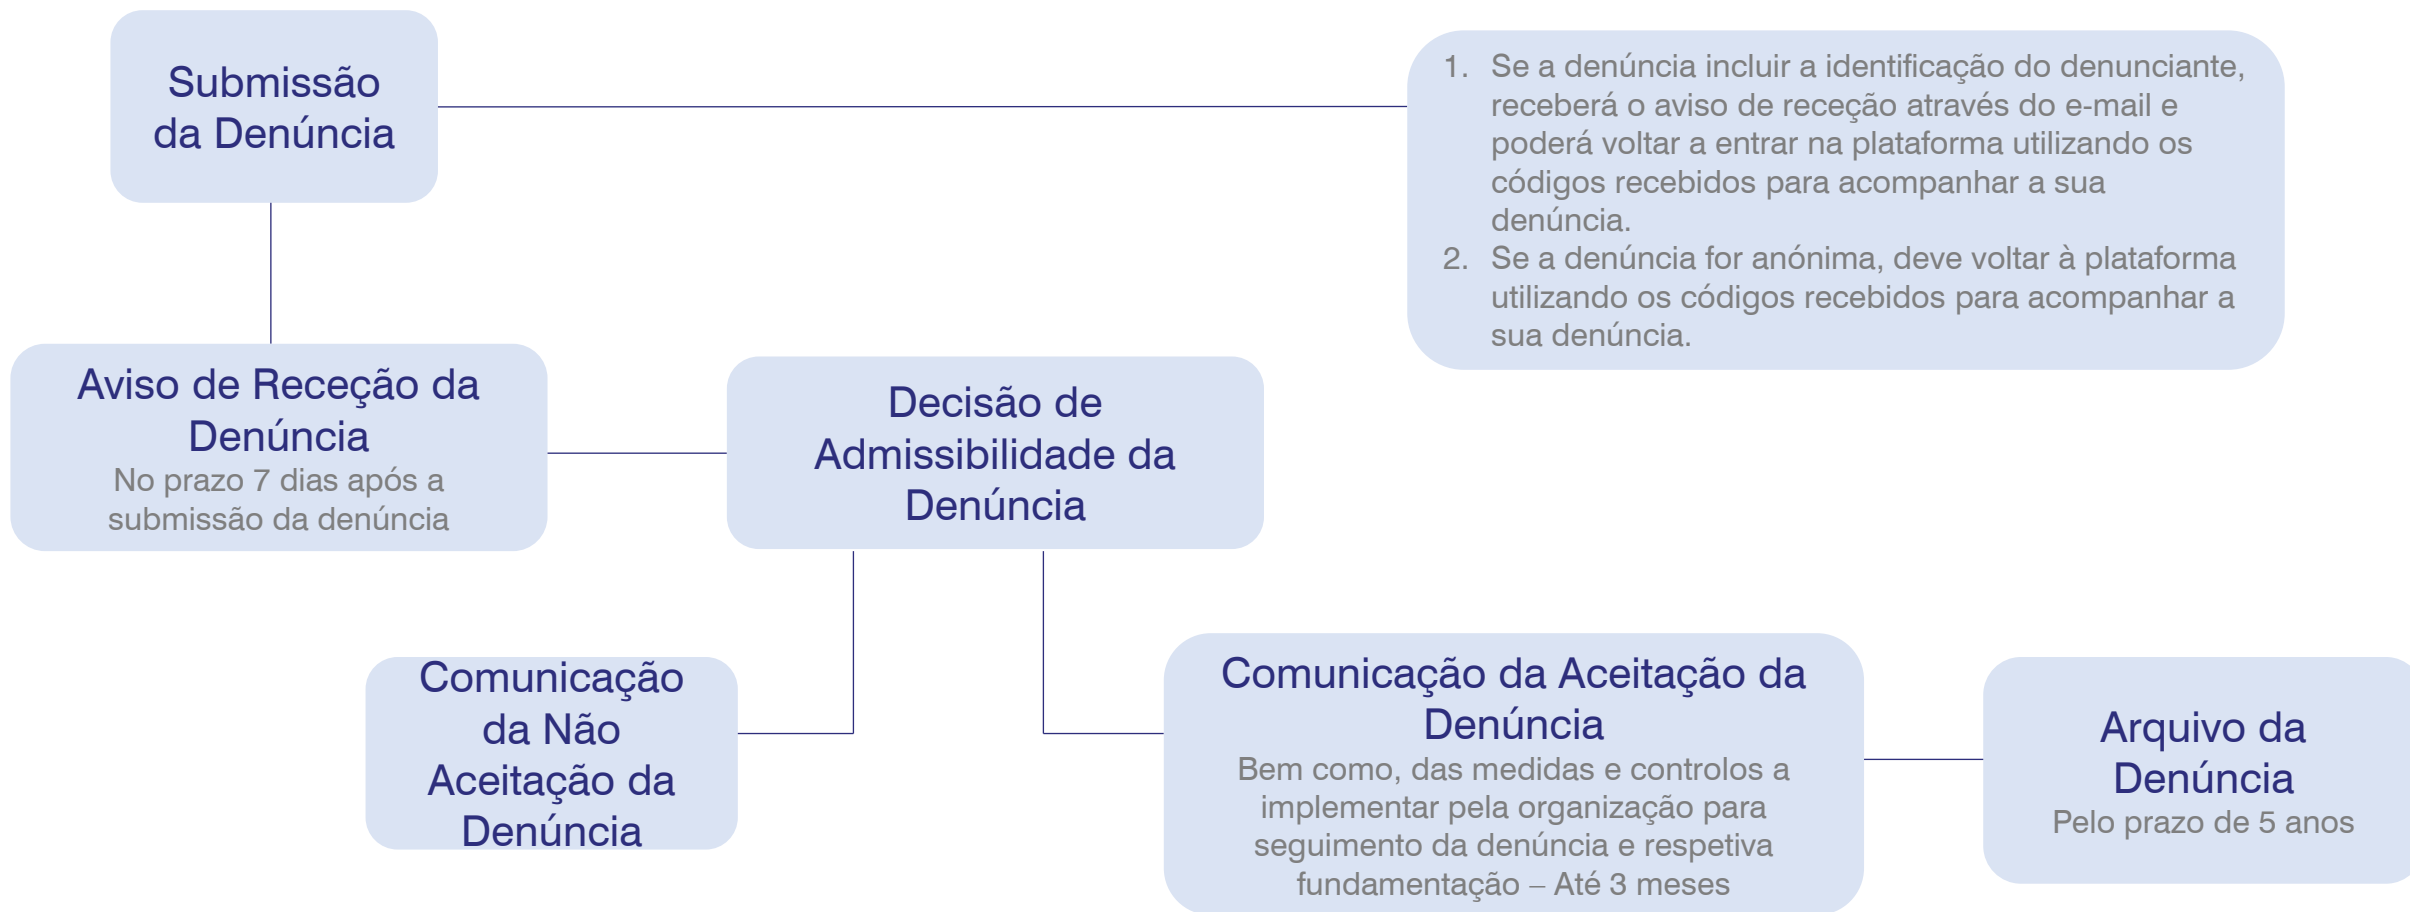 Submissão
da Denúncia
1. Se a denúncia incluir a identificação do denunciante,
receberá o aviso de receção através do e-mail e
poderá voltar a entrar na plataforma utilizando os
códigos recebidos para acompanhar a sua
denúncia.
2. Se a denúncia for anónima, deve voltar à plataforma
utilizando os códigos recebidos para acompanhar a
sua denúncia.
Aviso de Receção da
Denúncia
No prazo 7 dias após a
submissão da denúncia
Decisão de
Admissibilidade da
Denúncia
Comunicação
da Não
Aceitação da
Denúncia
Comunicação da Aceitação da
Denúncia
Bem como, das medidas e controlos a
implementar pela organização para
seguimento da denúncia e respetiva
fundamentação – Até 3 meses
Arquivo da
Denúncia
Pelo prazo de 5 anos